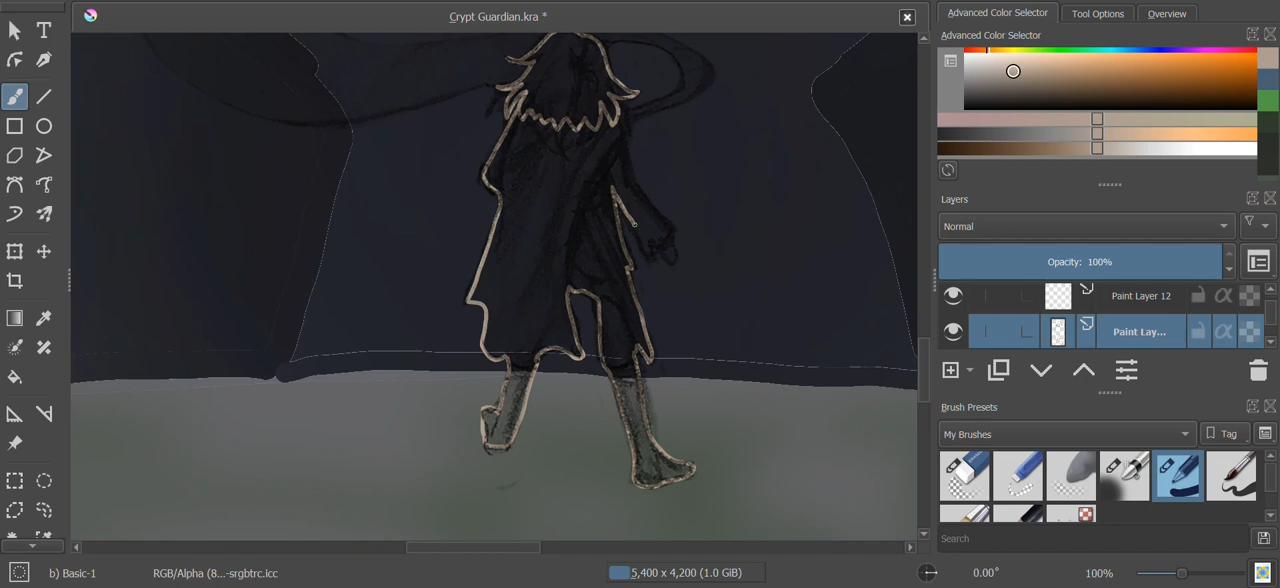 Crypt Guardian.kra *
Advanced Color Selector
Tool Options
Overview
Advanced Color Selector
Layers
Normal
Opacity: 100%
Paint Layer 12
Paint Lay...
Brush Presets
My Brushes
Tag
Search
b) Basic-1
RGB/Alpha (8...-srgbtrc.icc
5,400 x 4,200 (1.0 GiB)
0.00°
100%